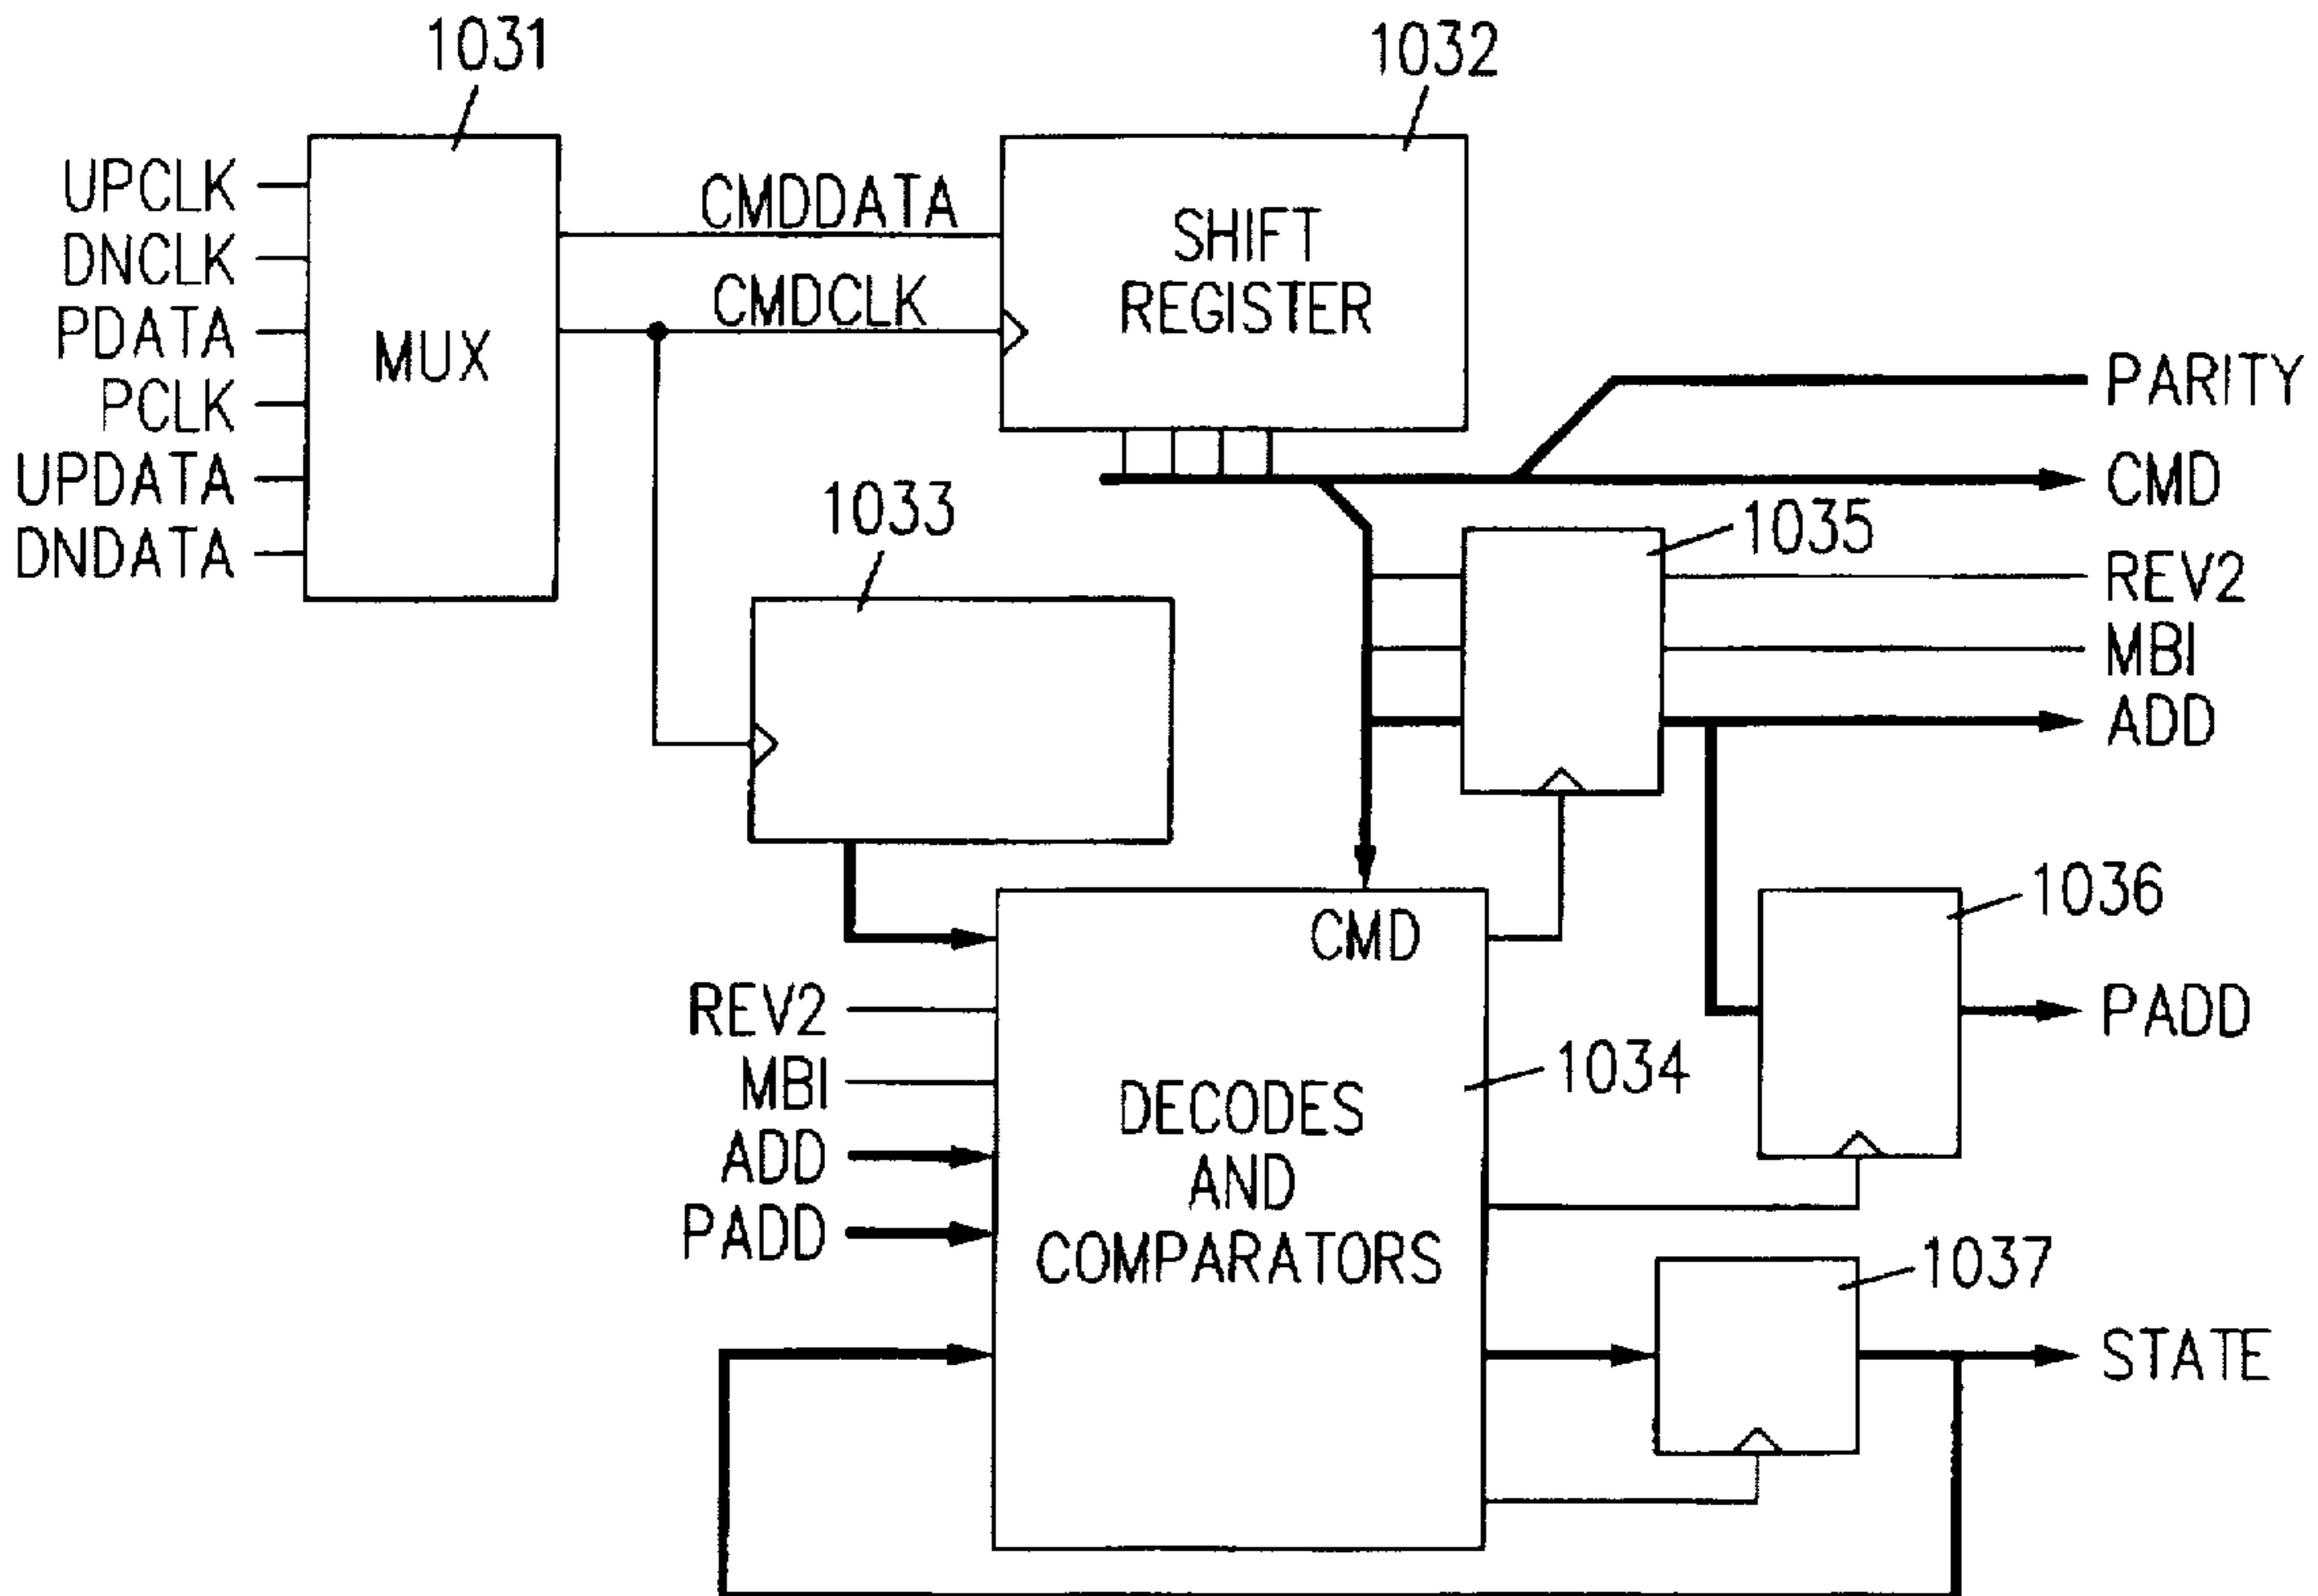 1031
1032
UPCLK
DNCLK
PDATA
PCLK
UPDATA
DNDATA
MUX
CMDDATA
CMDCLK
SHIFT
REGISTER
PARITY
CMD
1033
1035
REV2
MBI
ADD
1036
CMD
REV2
MBI
ADD
PADD
DECODES
AND
COMPARATORS
1034
PADD
1037
STATE